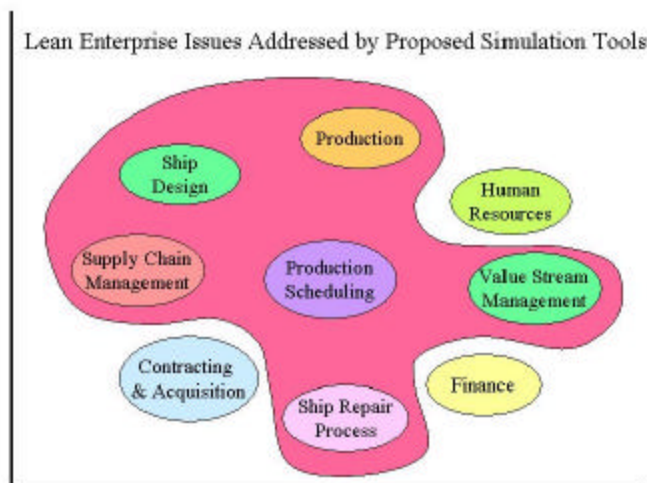 Lean Enterprise Issues Addressed by Proposed Simulation Tools
Production
Ship
Design
Human
Resources
Supply Chain
Management
Production
Scheduling
Value Stream
Management
Contracting
& Acquisition
Finance
Ship Repair
Process